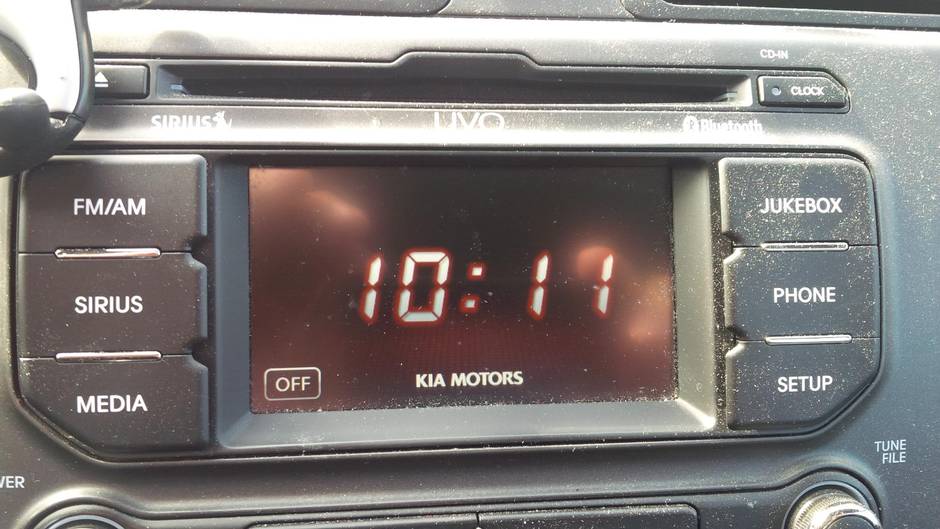 CD-IN
CLOCK
SIRIUS
UVO
Bluetooth
FM/AM
JUKEBOX
SIRIUS
10:11
PHONE
MEDIA
OFF
KIA MOTORS
SETUP
TUNE
FILE
WER